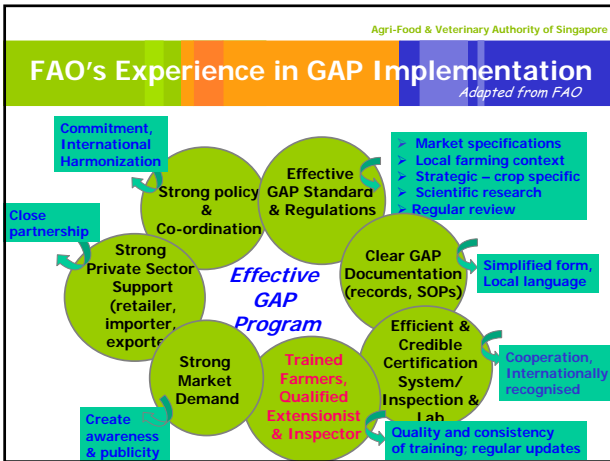 Agri-Food & Veterinary Authority of Singapore
FAO's Experience in GAP Implementation
Adapted from FAO
Commitment,
International
Harmonization
Strong policy
&
Co-ordination
Effective
GAP Standard
& Regulations
➢ Market specifications
➢ Local farming context
➢ Strategic – crop specific
➢ Scientific research
➢ Regular review
Close
partnership
Strong
Private Sector
Support
(retailer,
importer,
exporte
Effective
GAP
Program
Clear GAP
Documentation
(records, SOPs)
Simplified form,
Local language
Efficient &
Credible
Certification
System/
Inspection &
Lab
Cooperation,
Internationally
recognised
Strong
Market
Demand
Create
awareness
& publicity
Trained
Farmers,
Qualified
Extensionist
& Inspector
Quality and consistency
of training; regular updates